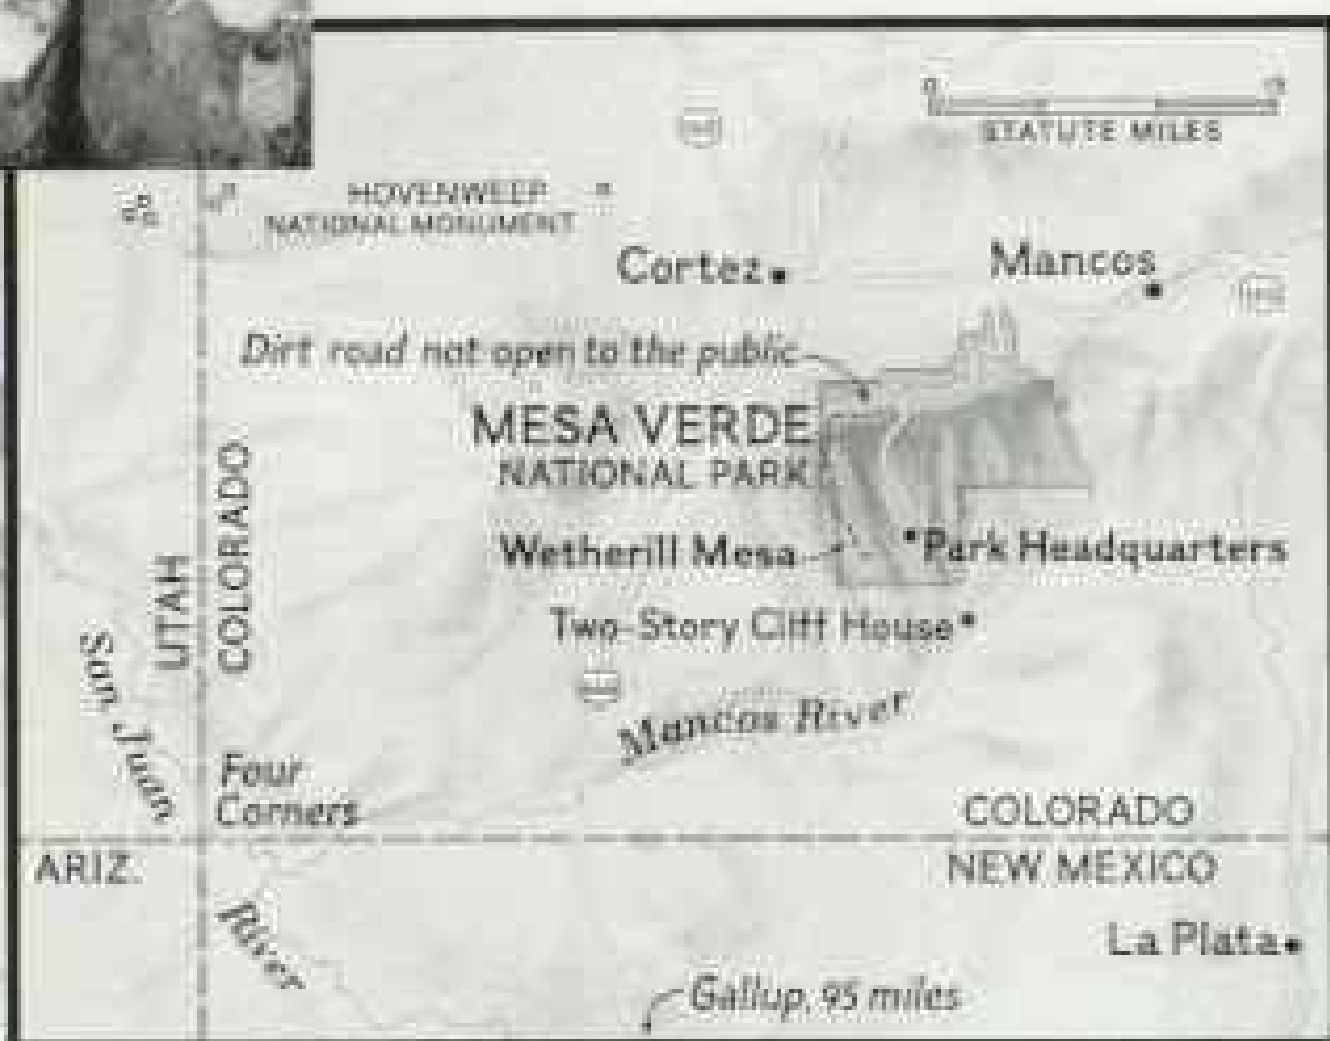 0
STATUTE MILES
HOVENWEEP
NATIONAL MONUMENT
Cortez
Mancos
Dirt road not open to the public
MESA VERDE
NATIONAL PARK
Wetherill Mesa
Park Headquarters
Two-Story Cliff House
Mancos River
UTAH
COLORADO
San Juan
River
Four
Corners
COLORADO
ARIZ.
NEW MEXICO
La Plata
Gallup, 95 miles